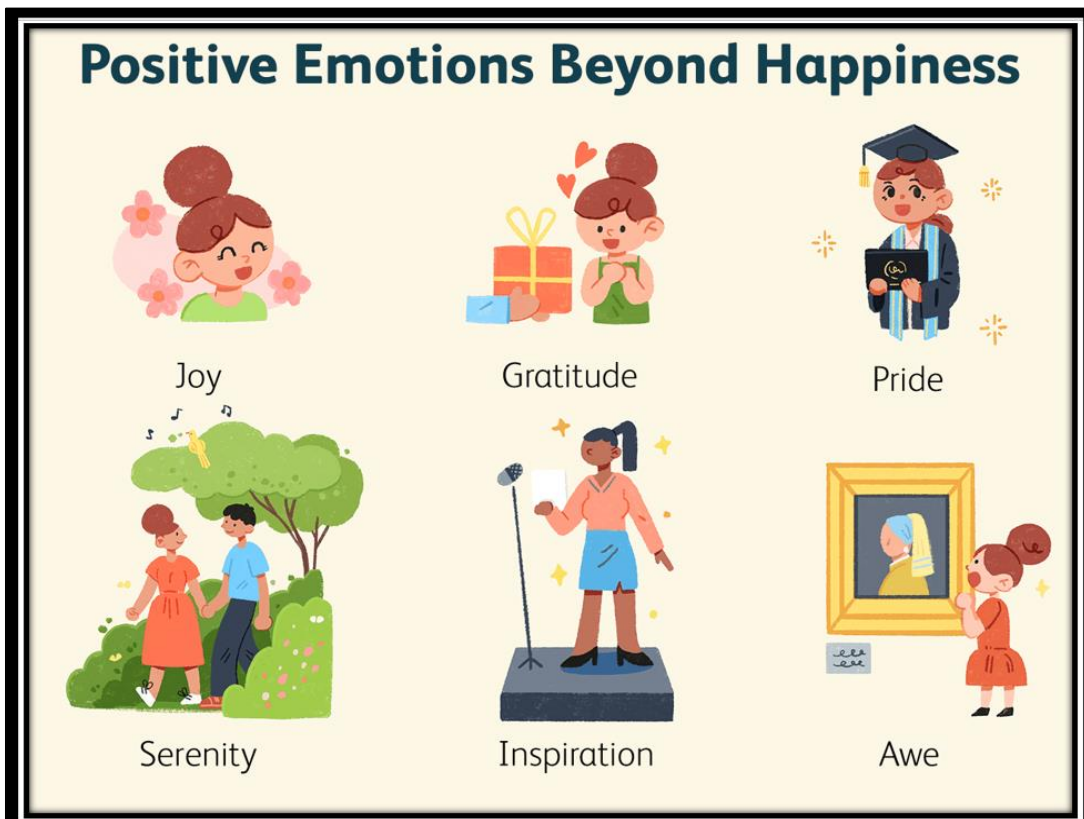 Positive Emotions Beyond Happiness
Joy
Gratitude
Pride
Serenity
Inspiration
Awe